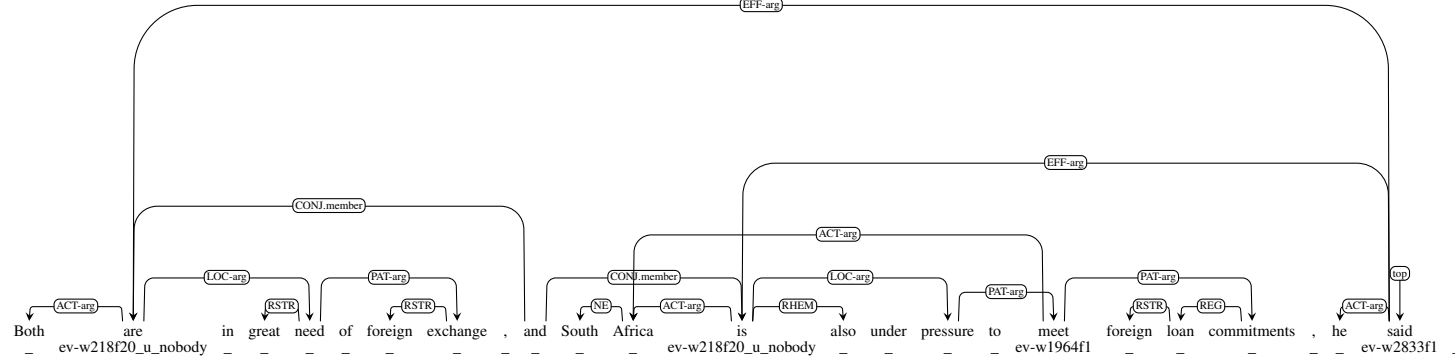 EFF-arg
EFF-arg
CONJ.member
ACT-arg
LOC-arg PAT-arg CONJ.member LOC-arg PAT-arg top
PAT-arg
ACT-arg RSTR RSTR NE ACT-arg RHEM RSTR REG ACT-arg
Both are in great need of foreign exchange , and South Africa is also under pressure to meet foreign loan commitments , he said
_ ev-w218f20_u_nobody _ _ _ _ _ _ _ _ _ _ ev-w218f20_u_nobody _ _ _ _ ev-w1964f1 _ _ _ _ _ ev-w2833f1